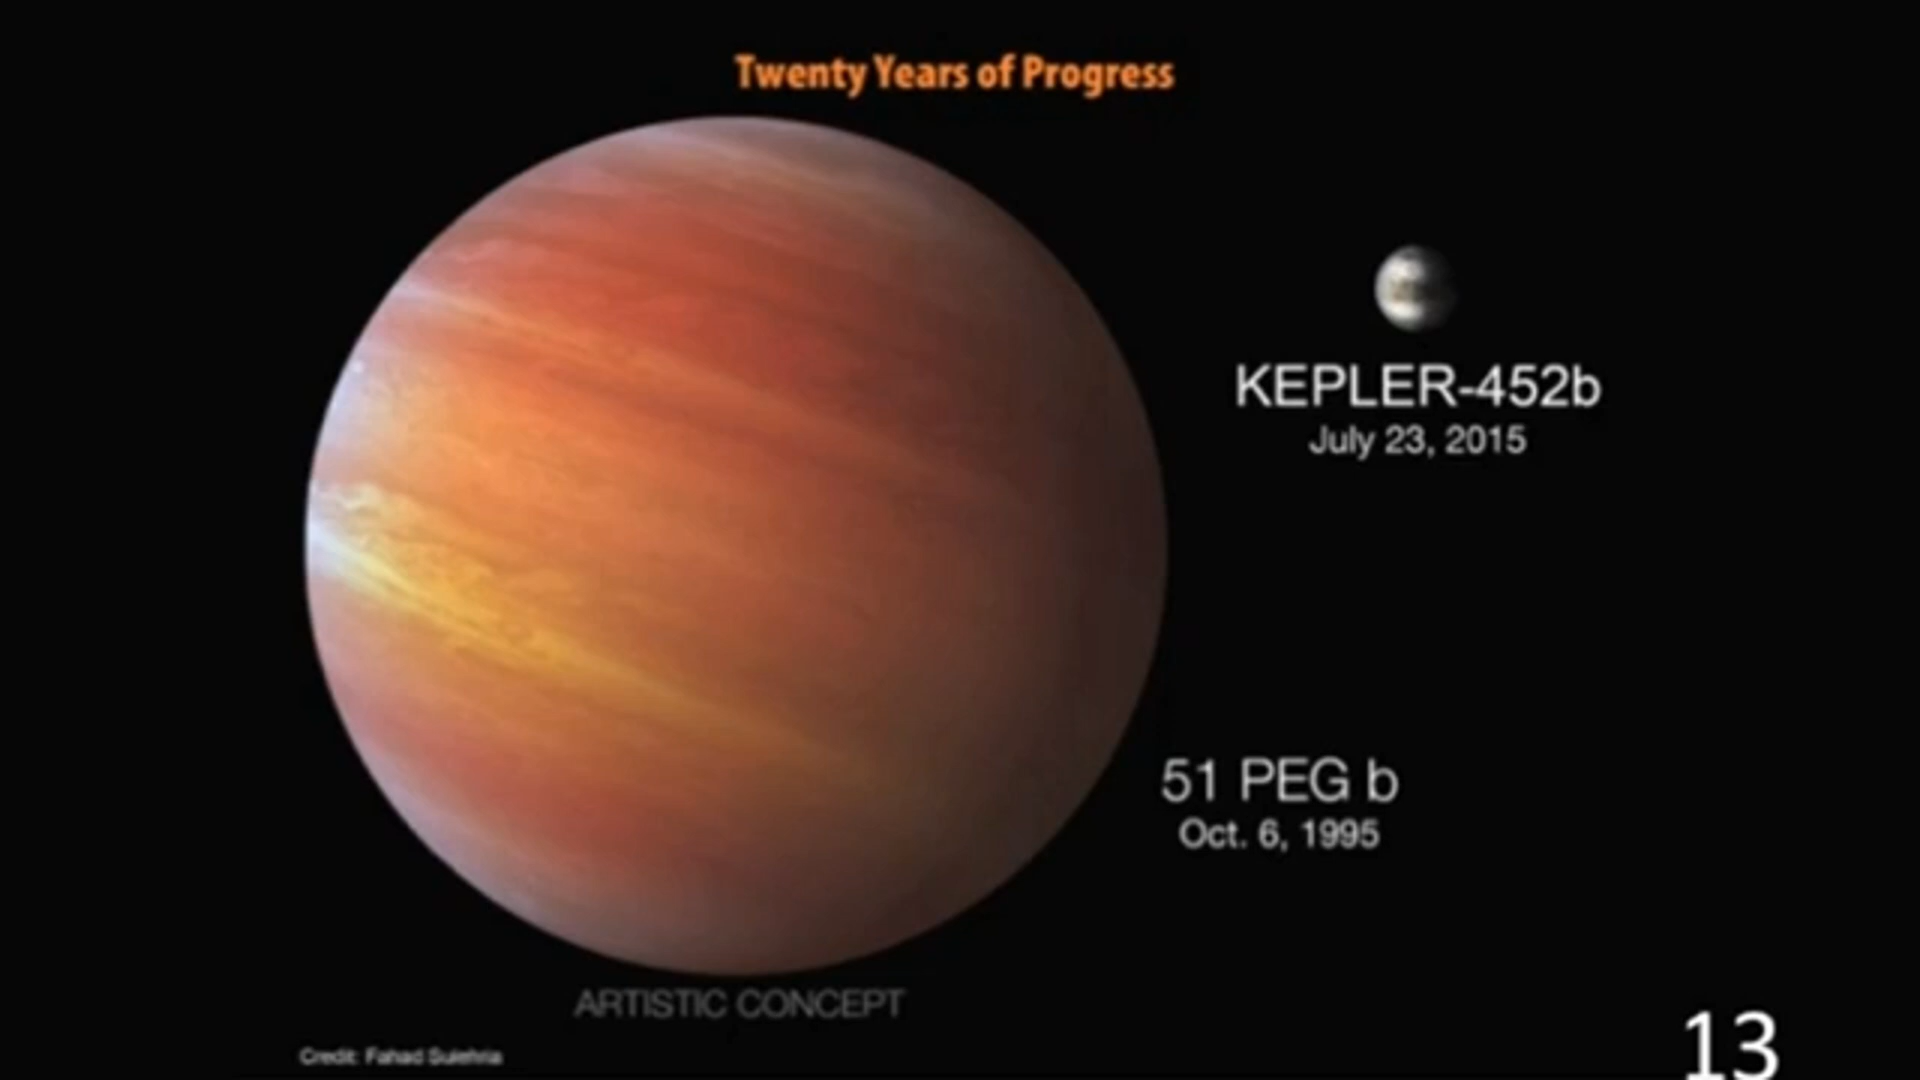 Twenty Years of Progress
KEPLER-452b
July 23, 2015
51 PEG b
Oct. 6, 1995
ARTISTIC CONCEPT
Credit: Fahad Sulehria
13